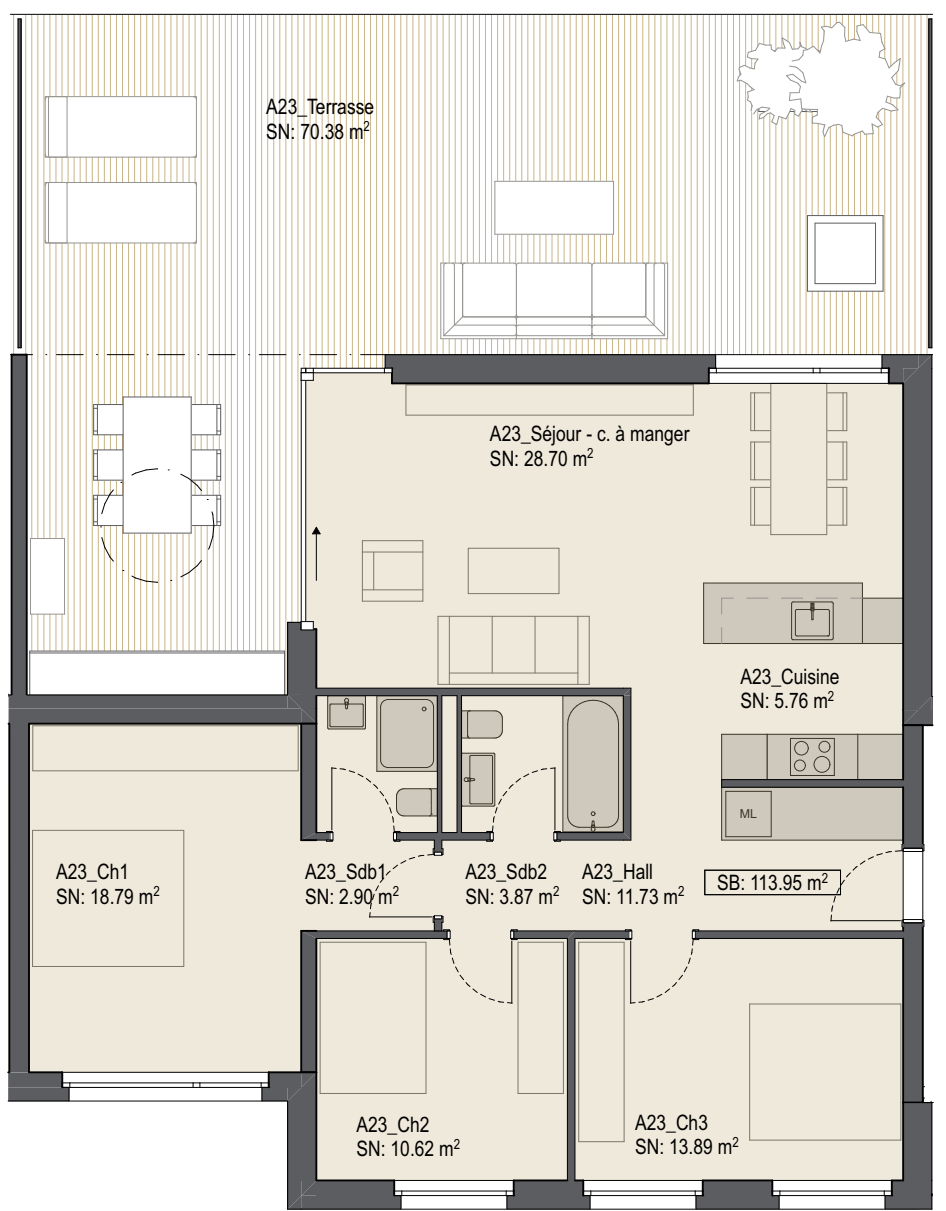 A23_Terrasse
SN: 70.38 m²
A23_Séjour - c. à manger
SN: 28.70 m²
A23_Cuisine
SN: 5.76 m²
ML
A23_Ch1
SN: 18.79 m²
A23_Sdb1
SN: 2.90 m²
A23_Sdb2
SN: 3.87 m²
A23_Hall
SN: 11.73 m²
SB: 113.95 m²
A23_Ch2
SN: 10.62 m²
A23_Ch3
SN: 13.89 m²